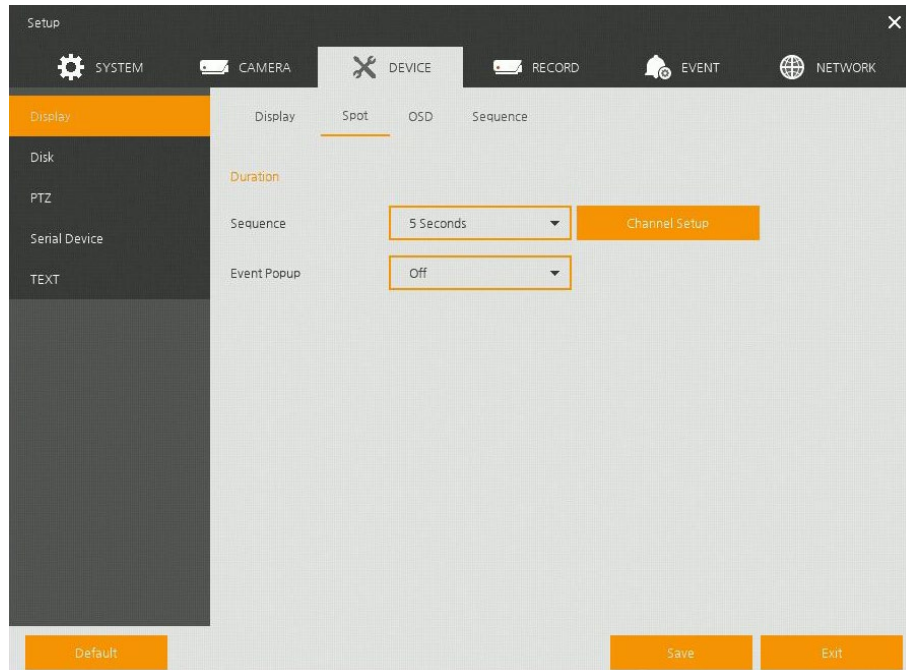 Setup
SYSTEM CAMERA DEVICE RECORD EVENT NETWORK
Display
Disk
PTZ
Serial Device
TEXT
Display Spot OSD Sequence
Duration
Sequence 5 Seconds Channel Setup
Event Popup Off
Default Save Exit